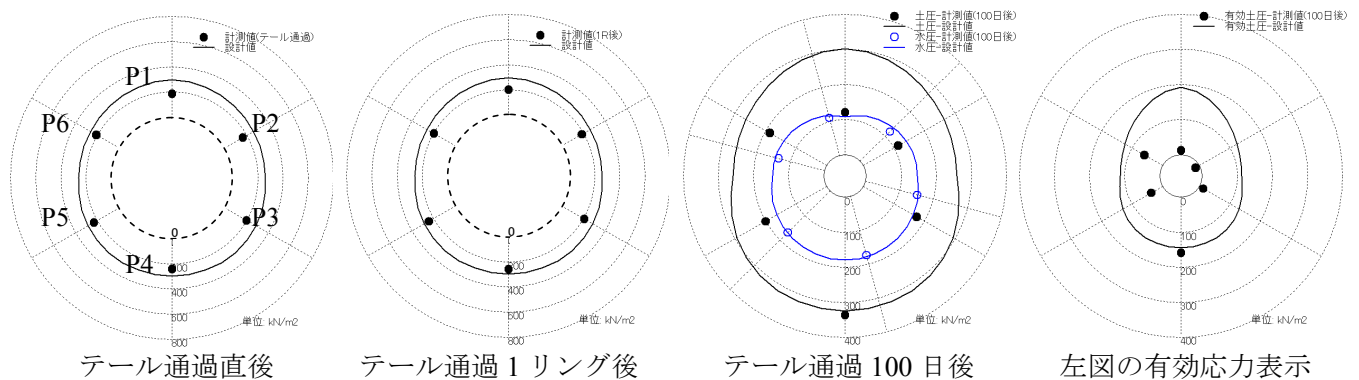 ● 計測値(テール通過)
— 設計値
P1
P6
P2
P5
P3
P4
0
200
400
500
800
単位: kN/m2
テール通過直後
● 計測値(1R後)
— 設計値
0
200
400
600
800
単位: kN/m2
テール通過 1 リング後
● 土圧-計測値(100日後)
— 土圧-設計値
○ 水圧-計測値(100日後)
— 水圧-設計値
0
100
200
300
400
単位: kN/m2
テール通過 100 日後
● 有効土圧-計測値(100日後)
— 有効土圧-設計値
0
100
200
300
400
単位: kN/m2
左図の有効応力表示